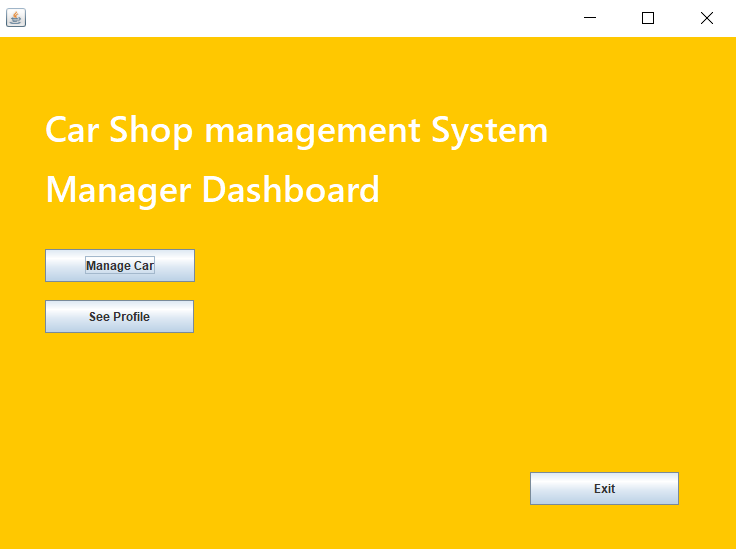 Car Shop management System
Manager Dashboard
Manage Car
See Profile
Exit